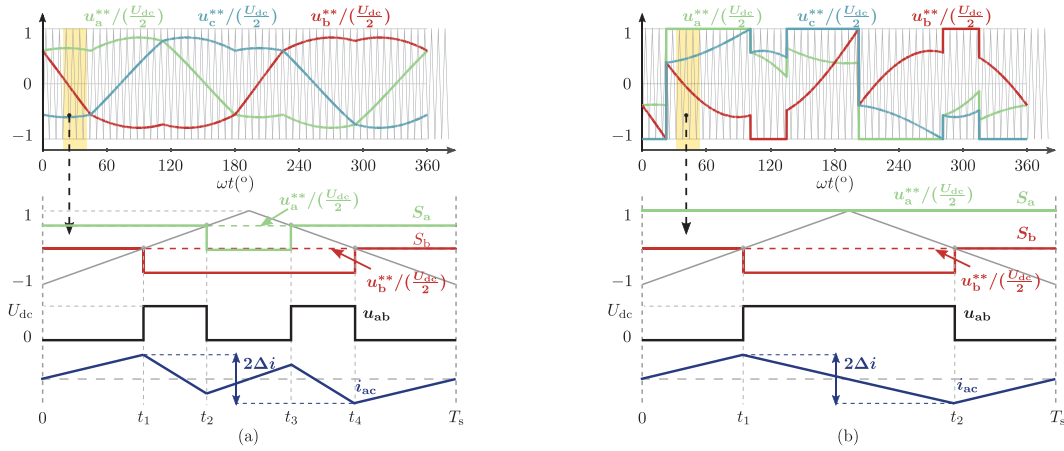 u_a^{**}/(U_dc/2) u_c^{**}/(U_dc/2) u_b^{**}/(U_dc/2)
1
0
−1
0 60 120 180 240 300 360
ωt(°)
u_a^{**}/(U_dc/2)
1
S_a
S_b
−1
u_b^{**}/(U_dc/2)
U_dc
u_ab
0
2Δi
i_ac
0 t_1 t_2 t_3 t_4 T_s
(a)
u_a^{**}/(U_dc/2) u_c^{**}/(U_dc/2) u_b^{**}/(U_dc/2)
1
0
−1
0 60 120 180 240 300 360
ωt(°)
u_a^{**}/(U_dc/2)
S_a
1
S_b
−1
u_b^{**}/(U_dc/2)
U_dc
u_ab
0
2Δi
i_ac
0 t_1 t_2 T_s
(b)